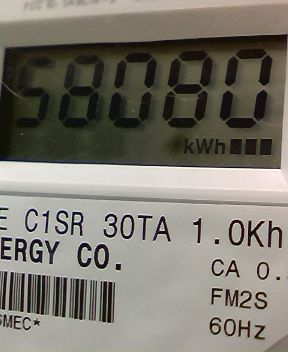 58080
kWh
E C1SR 30TA 1.0Kh
ERGY CO.
CA 0.
FM2S
SMEC*
60Hz